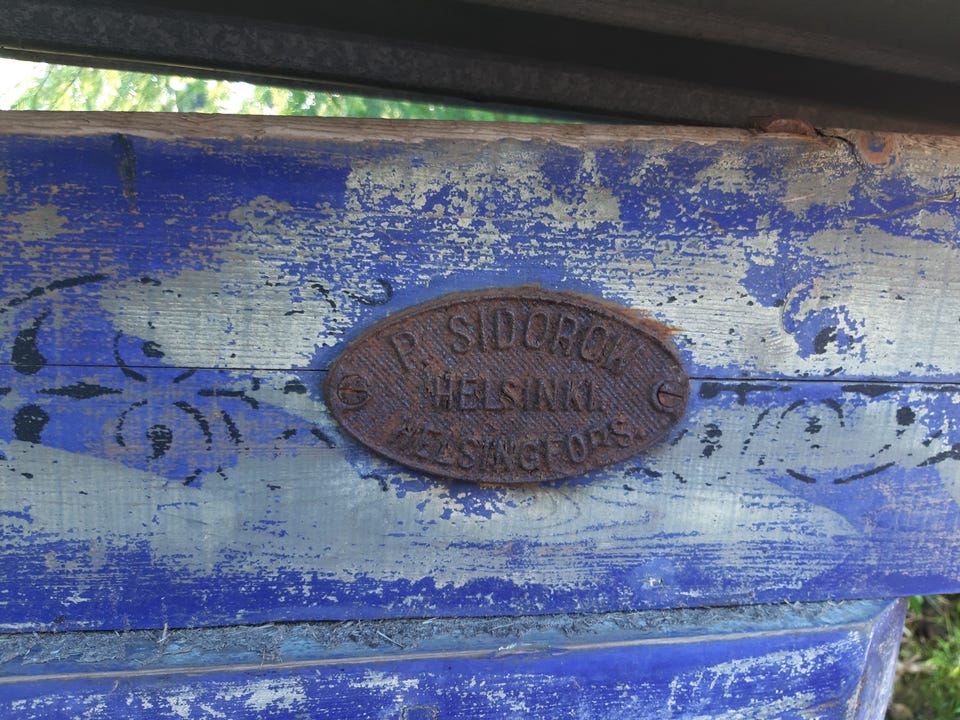 P. SIDOROW
HELSINKI.
HELSINGFORS.